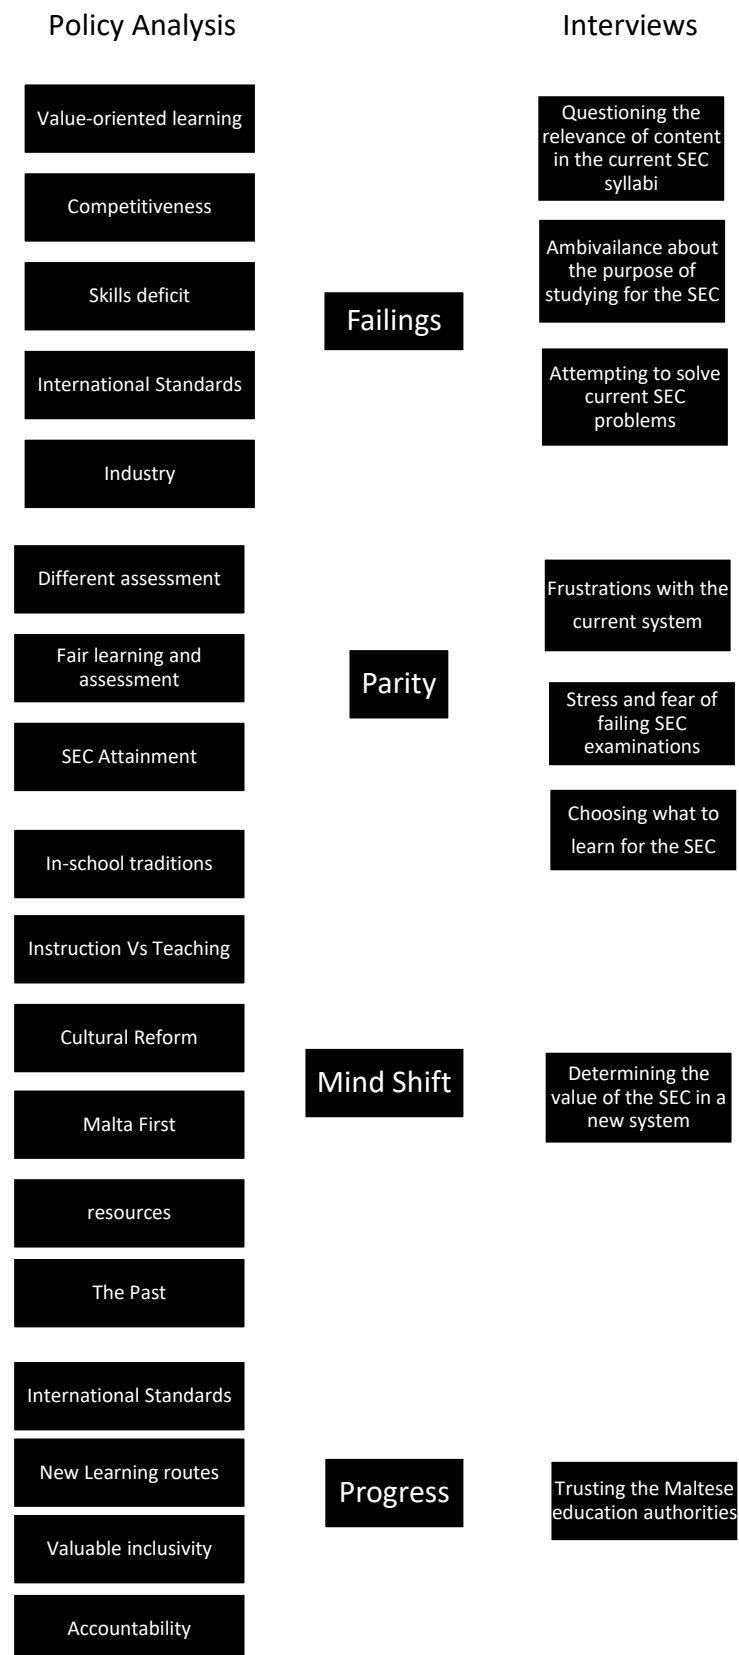 Policy Analysis
Interviews
Value-oriented learning
Competitiveness
Skills deficit
International Standards
Industry
Failings
Questioning the
relevance of content
in the current SEC
syllabi
Ambivailance about
the purpose of
studying for the SEC
Attempting to solve
current SEC
problems
Different assessment
Fair learning and
assessment
SEC Attainment
Parity
Frustrations with the
current system
Stress and fear of
failing SEC
examinations
Choosing what to
learn for the SEC
In-school traditions
Instruction Vs Teaching
Cultural Reform
Malta First
resources
The Past
Mind Shift
Determining the
value of the SEC in a
new system
International Standards
New Learning routes
Valuable inclusivity
Accountability
Progress
Trusting the Maltese
education authorities